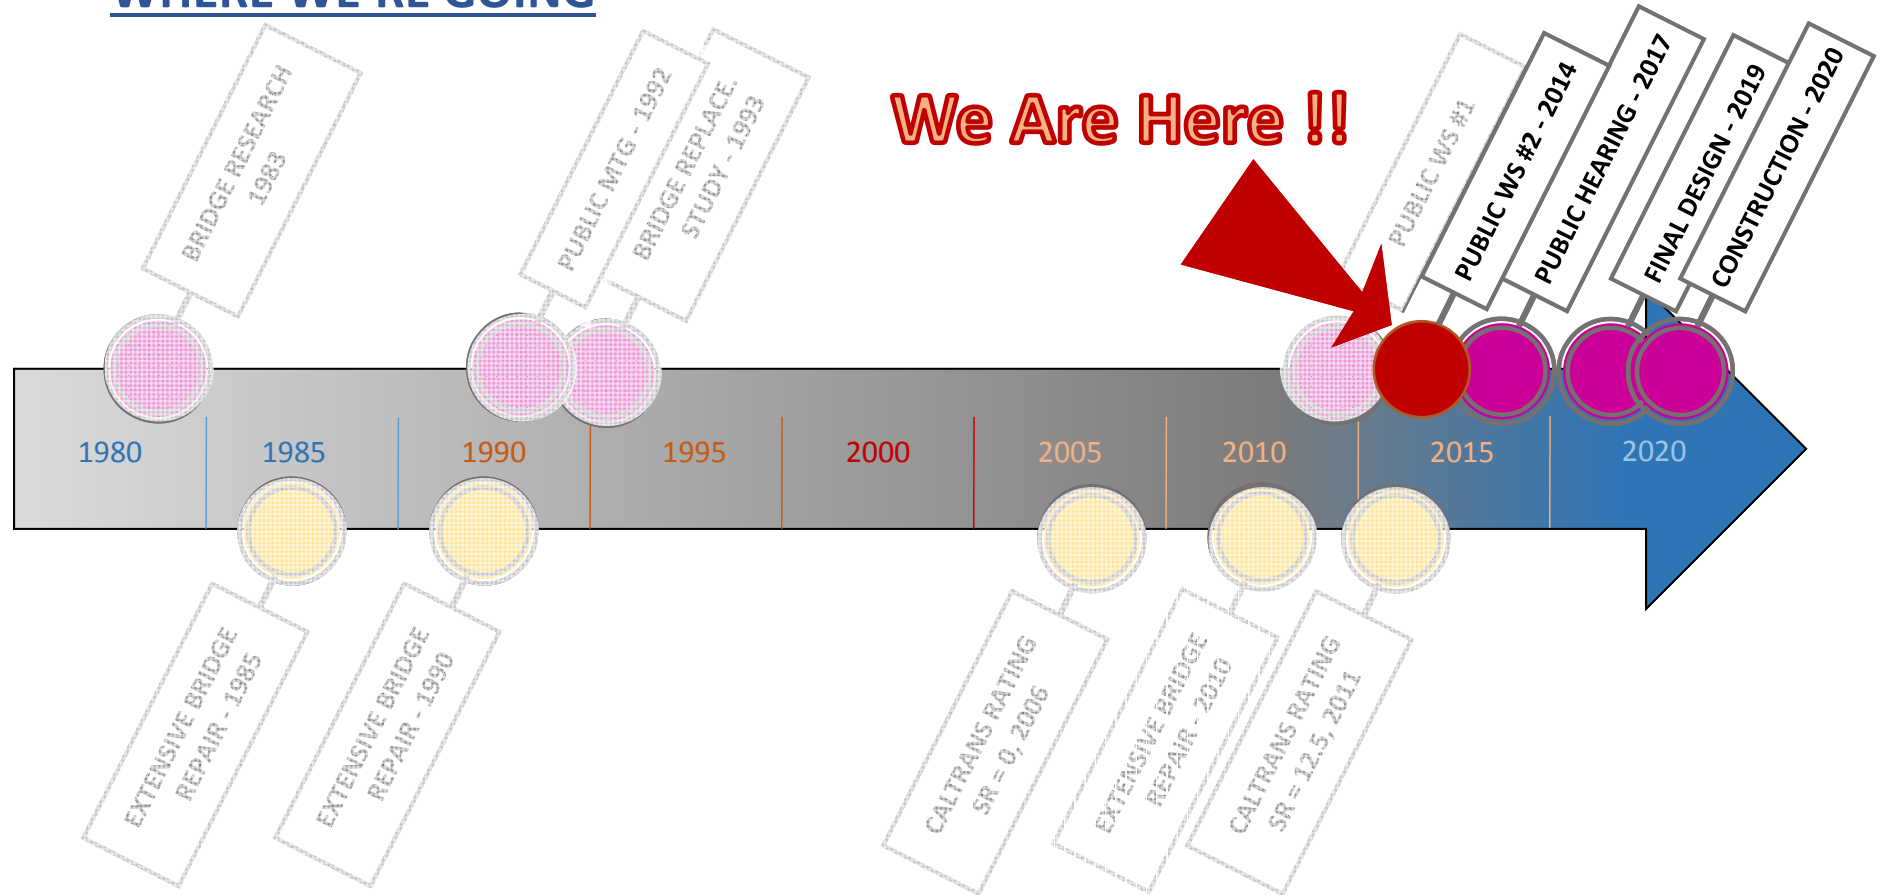 WHERE WE'RE GOING
We Are Here !!
BRIDGE RESEARCH
1983
PUBLIC MTG - 1992
BRIDGE REPLACE.
STUDY - 1993
PUBLIC WS #1
PUBLIC WS #2 - 2014
PUBLIC HEARING - 2017
FINAL DESIGN - 2019
CONSTRUCTION - 2020
1980
1985
1990
1995
2000
2005
2010
2015
2020
EXTENSIVE BRIDGE
REPAIR - 1985
EXTENSIVE BRIDGE
REPAIR - 1990
CALTRANS RATING
SR = 0, 2006
EXTENSIVE BRIDGE
REPAIR - 2010
CALTRANS RATING
SR = 12.5, 2011